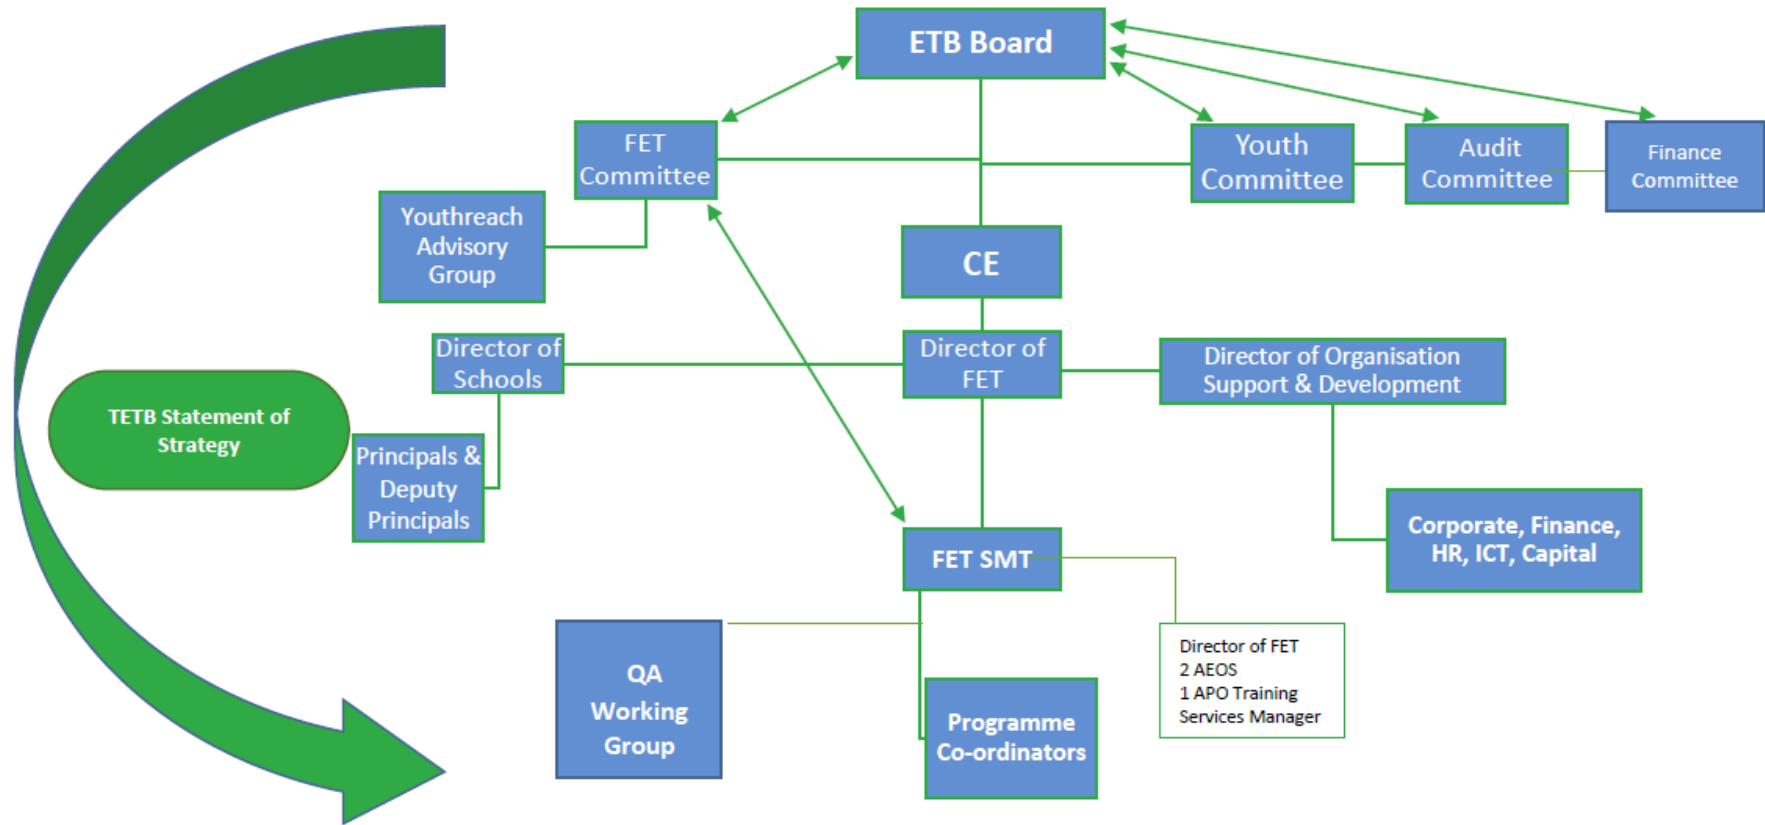 ETB Board
FET
Committee
Youth
Committee
Audit
Committee
Finance
Committee
Youthreach
Advisory
Group
CE
Director of
Schools
Director of
FET
Director of Organisation
Support & Development
TETB Statement of
Strategy
Principals &
Deputy
Principals
Corporate, Finance,
HR, ICT, Capital
FET SMT
QA
Working
Group
Programme
Co-ordinators
Director of FET
2 AEOS
1 APO Training
Services Manager